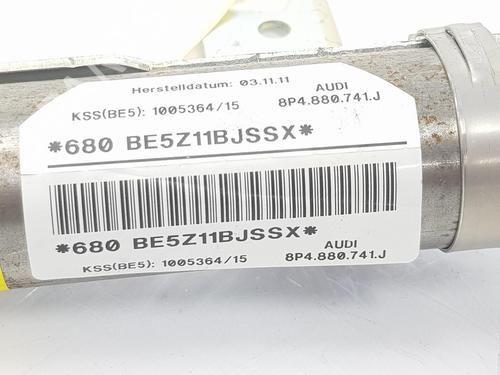 Herstelldatum: 03.11.11 AUDI
KSS(BE5): 1005364/15 8P4.880.741.J
*680 BE5Z11BJSSX*
*680 BE5Z11BJSSX*
KSS(BE5): 1005364/15 AUDI
8P4.880.741.J